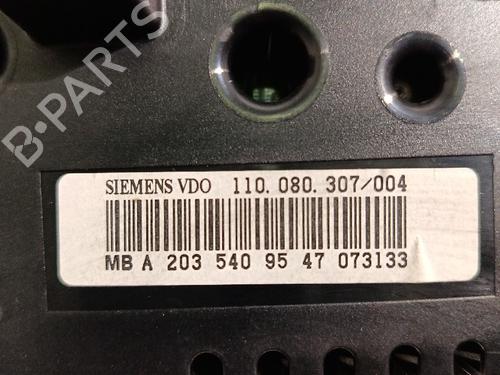 B-PARTS
SIEMENS VDO 110.080.307/004
MB A 203 540 95 47 073133